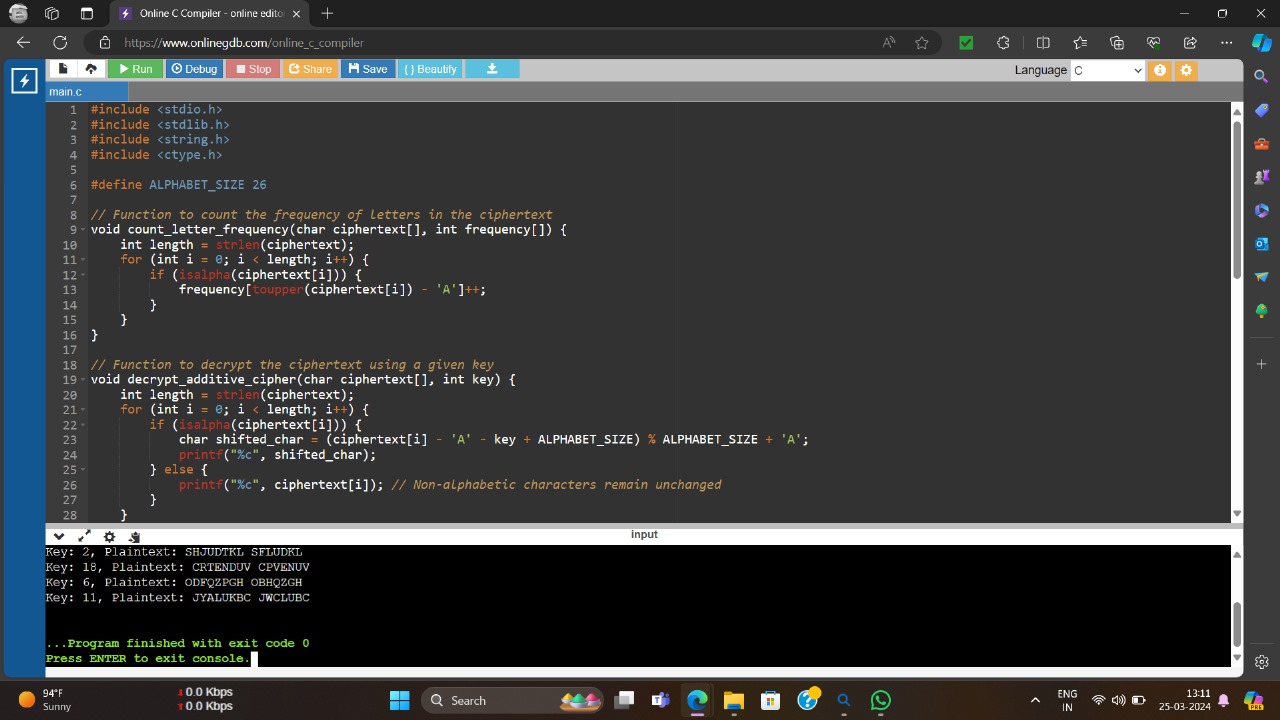 Online C Compiler - online edito
https://www.onlinegdb.com/online_c_compiler
Run Debug Stop Share Save { } Beautify Language C
main.c
1 #include <stdio.h>
2 #include <stdlib.h>
3 #include <string.h>
4 #include <ctype.h>
5
6 #define ALPHABET_SIZE 26
7
8 // Function to count the frequency of letters in the ciphertext
9 void count_letter_frequency(char ciphertext[], int frequency[]) {
10 int length = strlen(ciphertext);
11 for (int i = 0; i < length; i++) {
12 if (isalpha(ciphertext[i])) {
13 frequency[toupper(ciphertext[i]) - 'A']++;
14 }
15 }
16 }
17
18 // Function to decrypt the ciphertext using a given key
19 void decrypt_additive_cipher(char ciphertext[], int key) {
20 int length = strlen(ciphertext);
21 for (int i = 0; i < length; i++) {
22 if (isalpha(ciphertext[i])) {
23 char shifted_char = (ciphertext[i] - 'A' - key + ALPHABET_SIZE) % ALPHABET_SIZE + 'A';
24 printf("%c", shifted_char);
25 } else {
26 printf("%c", ciphertext[i]); // Non-alphabetic characters remain unchanged
27 }
28 }
input
Key: 2, Plaintext: SHJUDTKL SFLUDKL
Key: 18, Plaintext: CRTENDUV CPVENUV
Key: 6, Plaintext: ODFQZPGH OBHQZGH
Key: 11, Plaintext: JYALUKBC JWCLUBC
...Program finished with exit code 0
Press ENTER to exit console.
94°F
Sunny
0.0 Kbps
0.0 Kbps
Search
ENG
IN
13:11
25-03-2024